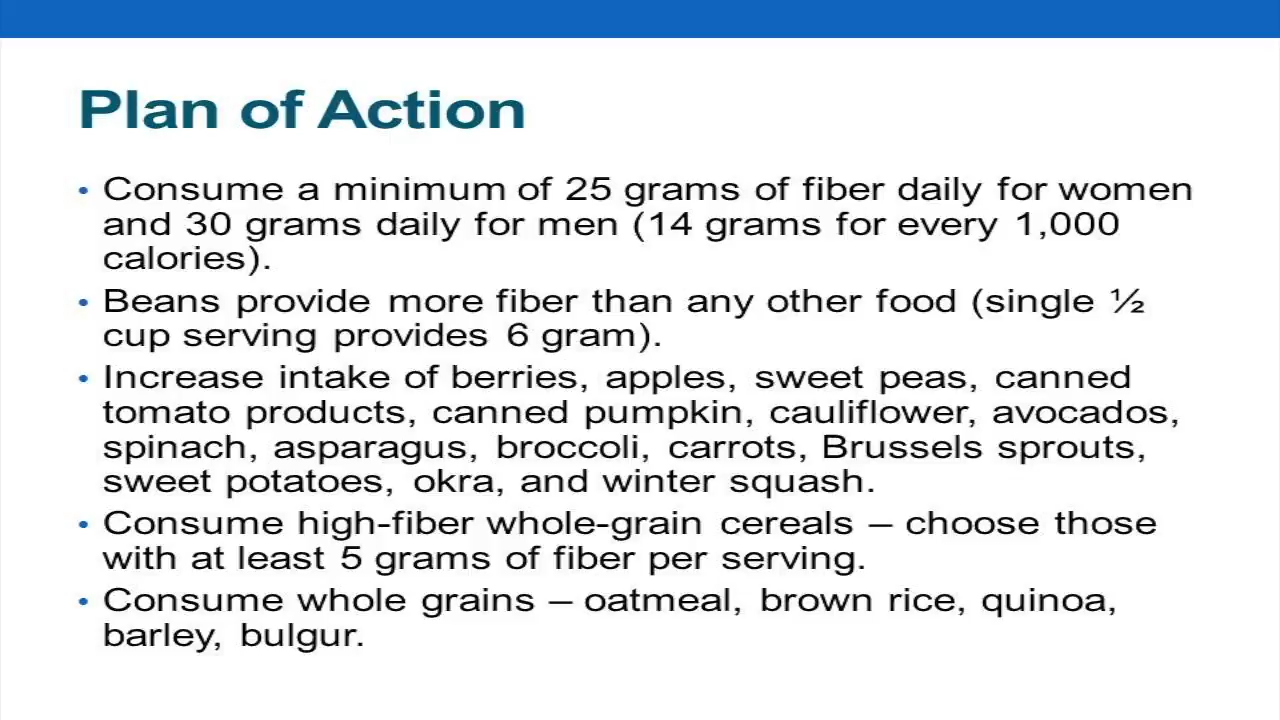 Plan of Action
• Consume a minimum of 25 grams of fiber daily for women
and 30 grams daily for men (14 grams for every 1,000
calories).
• Beans provide more fiber than any other food (single ½
cup serving provides 6 gram).
• Increase intake of berries, apples, sweet peas, canned
tomato products, canned pumpkin, cauliflower, avocados,
spinach, asparagus, broccoli, carrots, Brussels sprouts,
sweet potatoes, okra, and winter squash.
• Consume high-fiber whole-grain cereals – choose those
with at least 5 grams of fiber per serving.
• Consume whole grains – oatmeal, brown rice, quinoa,
barley, bulgur.